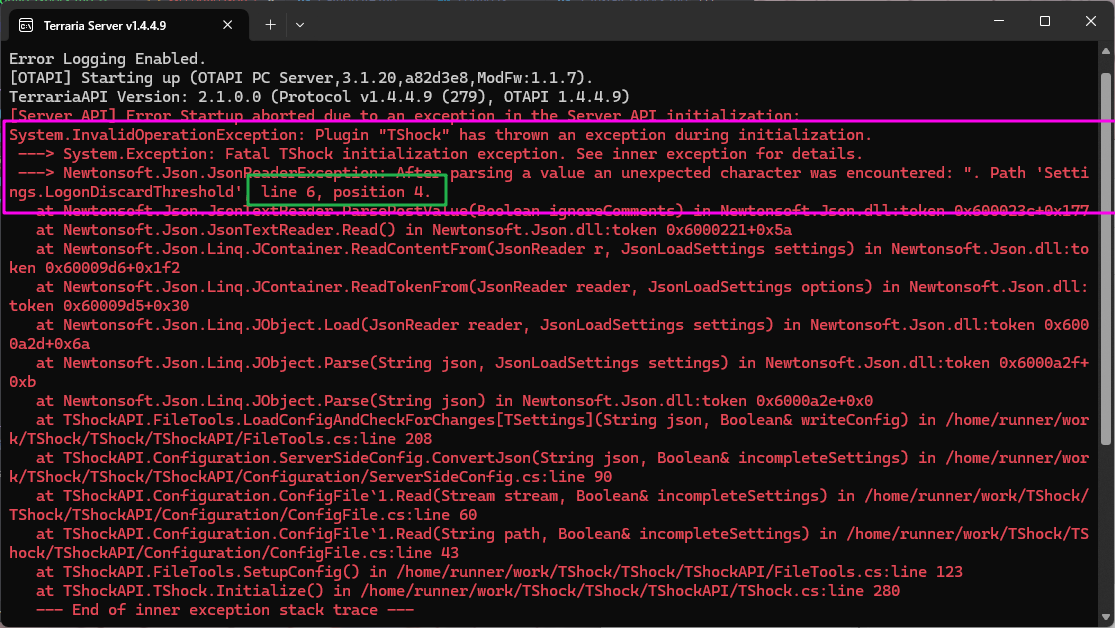 Terraria Server v1.4.4.9
Error Logging Enabled.
[OTAPI] Starting up (OTAPI PC Server,3.1.20,a82d3e8,ModFw:1.1.7).
TerrariaAPI Version: 2.1.0.0 (Protocol v1.4.4.9 (279), OTAPI 1.4.4.9)
[Server API] Error Startup aborted due to an exception in the Server API initialization:
System.InvalidOperationException: Plugin "TShock" has thrown an exception during initialization.
 ---> System.Exception: Fatal TShock initialization exception. See inner exception for details.
 ---> Newtonsoft.Json.JsonReaderException: After parsing a value an unexpected character was encountered: ". Path 'Setti
ngs.LogonDiscardThreshold' line 6, position 4.
   at Newtonsoft.Json.JsonTextReader.ParsePostValue(Boolean ignoreComments) in Newtonsoft.Json.dll:token 0x600023c+0x177
   at Newtonsoft.Json.JsonTextReader.Read() in Newtonsoft.Json.dll:token 0x6000221+0x5a
   at Newtonsoft.Json.Linq.JContainer.ReadContentFrom(JsonReader r, JsonLoadSettings settings) in Newtonsoft.Json.dll:to
ken 0x60009d6+0x1f2
   at Newtonsoft.Json.Linq.JContainer.ReadTokenFrom(JsonReader reader, JsonLoadSettings options) in Newtonsoft.Json.dll:
token 0x60009d5+0x30
   at Newtonsoft.Json.Linq.JObject.Load(JsonReader reader, JsonLoadSettings settings) in Newtonsoft.Json.dll:token 0x600
0a2d+0x6a
   at Newtonsoft.Json.Linq.JObject.Parse(String json, JsonLoadSettings settings) in Newtonsoft.Json.dll:token 0x6000a2f+
0xb
   at Newtonsoft.Json.Linq.JObject.Parse(String json) in Newtonsoft.Json.dll:token 0x6000a2e+0x0
   at TShockAPI.FileTools.LoadConfigAndCheckForChanges[TSettings](String json, Boolean& writeConfig) in /home/runner/wor
k/TShock/TShock/TShockAPI/FileTools.cs:line 208
   at TShockAPI.Configuration.ServerSideConfig.ConvertJson(String json, Boolean& incompleteSettings) in /home/runner/wor
k/TShock/TShock/TShockAPI/Configuration/ServerSideConfig.cs:line 90
   at TShockAPI.Configuration.ConfigFile`1.Read(Stream stream, Boolean& incompleteSettings) in /home/runner/work/TShock/
TShock/TShockAPI/Configuration/ConfigFile.cs:line 60
   at TShockAPI.Configuration.ConfigFile`1.Read(String path, Boolean& incompleteSettings) in /home/runner/work/TShock/TS
hock/TShockAPI/Configuration/ConfigFile.cs:line 43
   at TShockAPI.FileTools.SetupConfig() in /home/runner/work/TShock/TShock/TShockAPI/FileTools.cs:line 123
   at TShockAPI.TShock.Initialize() in /home/runner/work/TShock/TShock/TShockAPI/TShock.cs:line 280
   --- End of inner exception stack trace ---